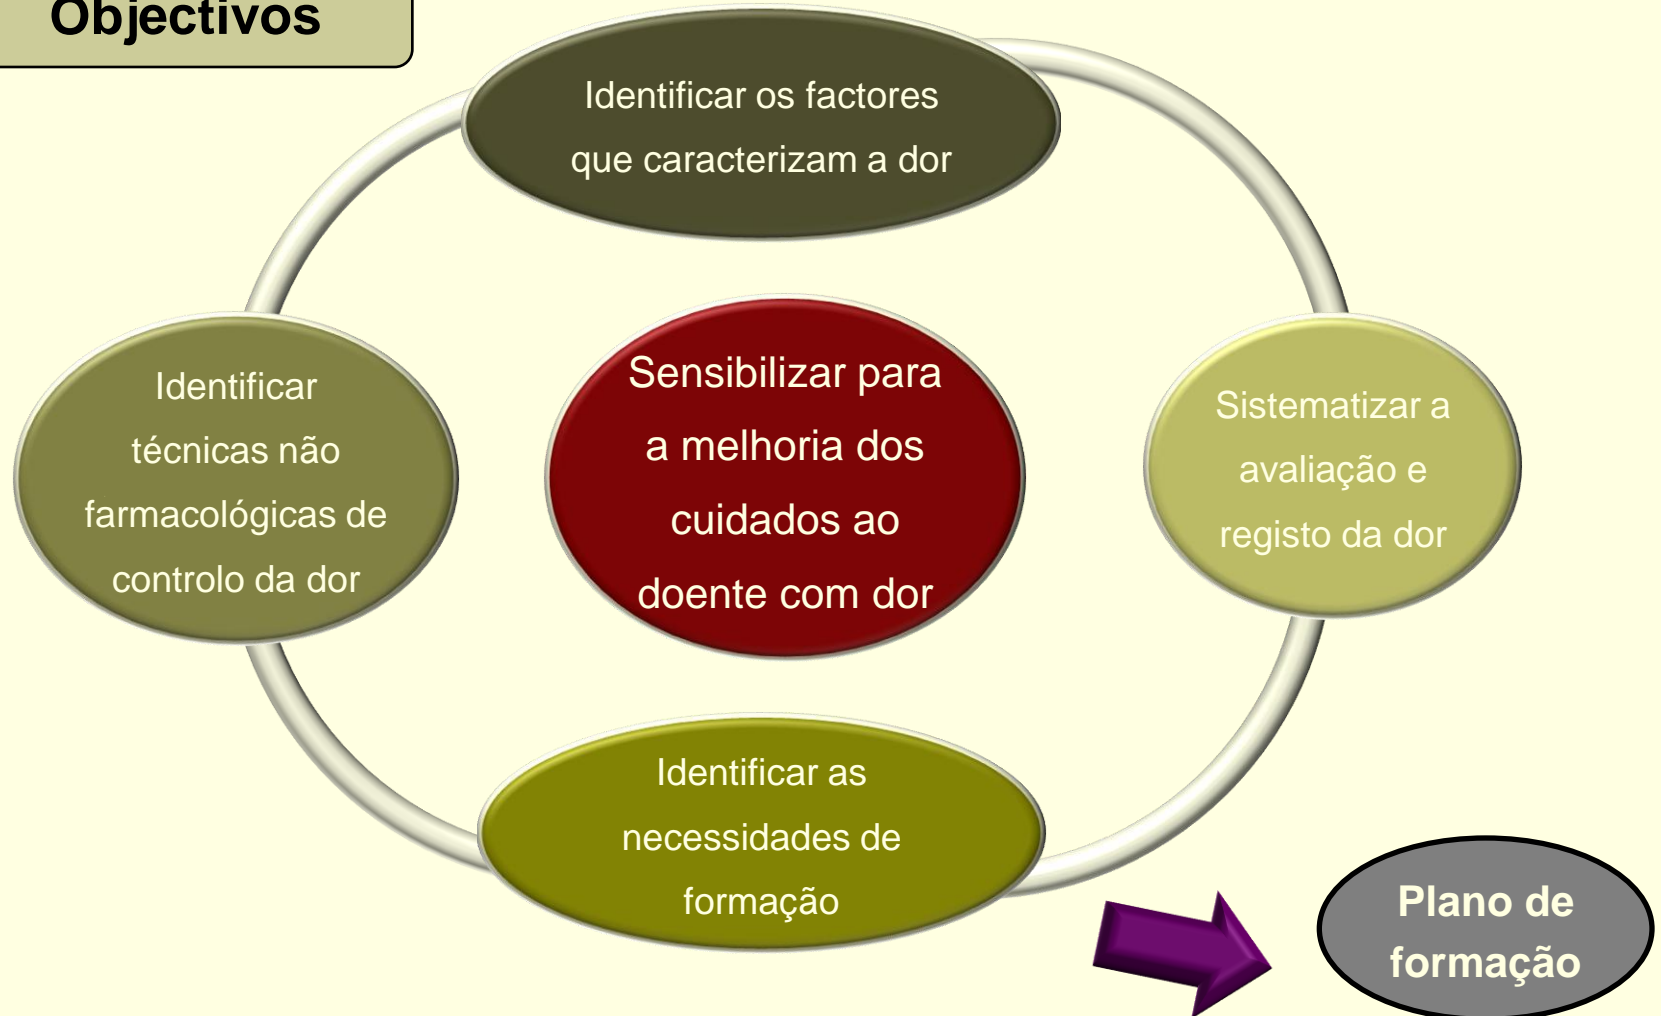 Objectivos
Identificar os factores
que caracterizam a dor
Identificar
técnicas não
farmacológicas de
controlo da dor
Sensibilizar para
a melhoria dos
cuidados ao
doente com dor
Sistematizar a
avaliação e
registo da dor
Identificar as
necessidades de
formação
Plano de
formação